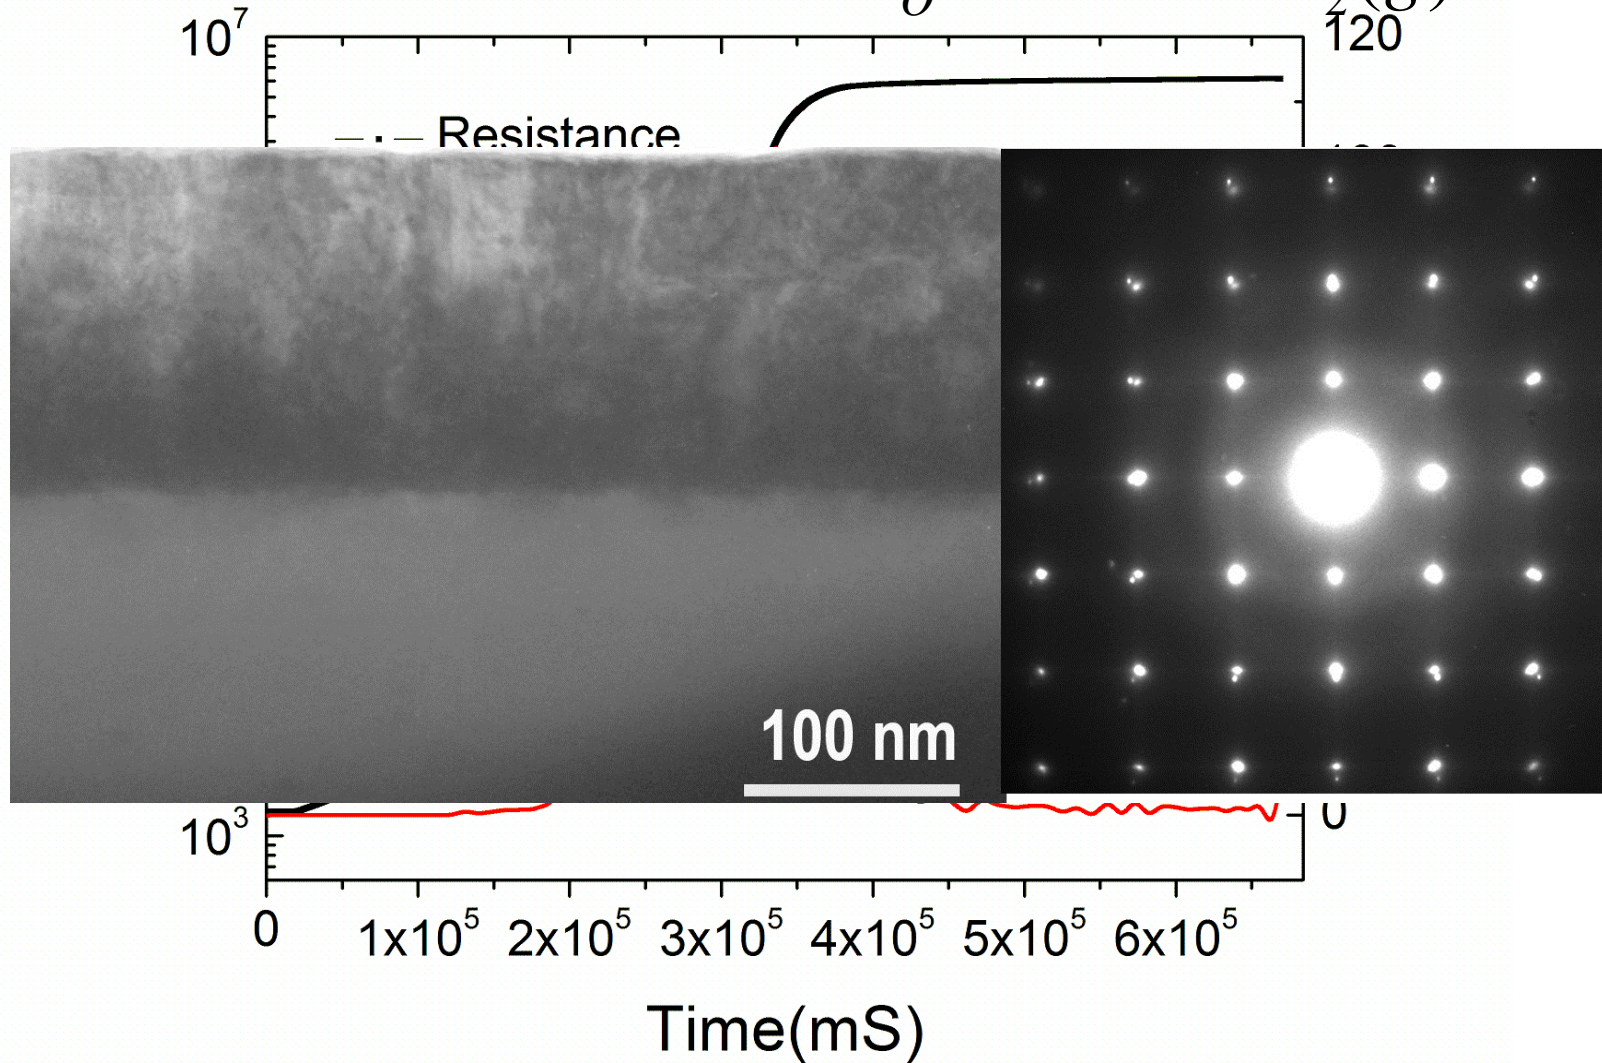 10⁷
120
— · — Resistance
100 nm
0
10³
0
1x10⁵
2x10⁵
3x10⁵
4x10⁵
5x10⁵
6x10⁵
Time(mS)